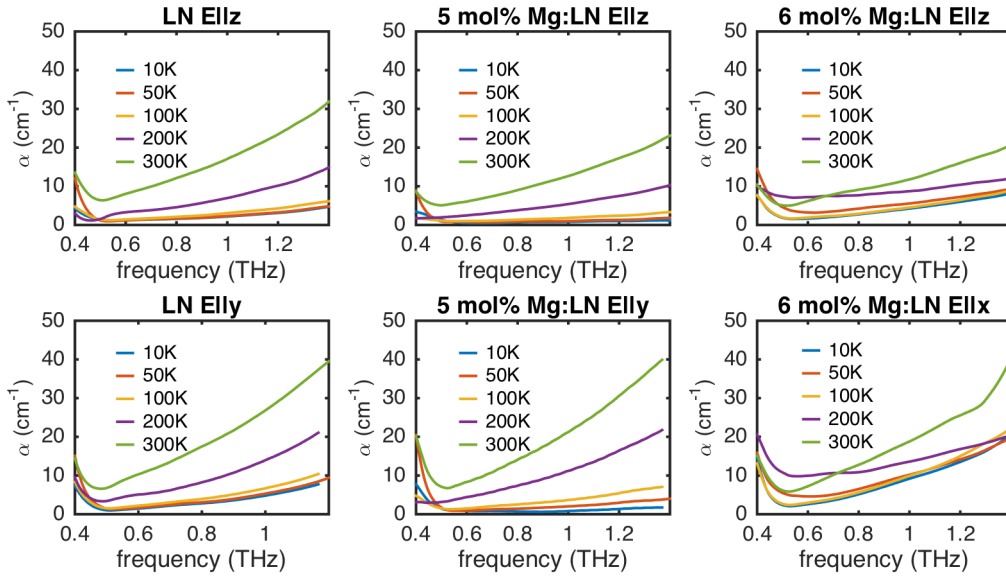 LN Ellz
50
40
30
20
10
0
α (cm⁻¹)
10K
50K
100K
200K
300K
0.4 0.6 0.8 1 1.2
frequency (THz)
5 mol% Mg:LN Ellz
50
40
30
20
10
0
α (cm⁻¹)
10K
50K
100K
200K
300K
0.4 0.6 0.8 1 1.2
frequency (THz)
6 mol% Mg:LN Ellz
50
40
30
20
10
0
α (cm⁻¹)
10K
50K
100K
200K
300K
0.4 0.6 0.8 1 1.2
frequency (THz)
LN Elly
50
40
30
20
10
0
α (cm⁻¹)
10K
50K
100K
200K
300K
0.4 0.6 0.8 1
frequency (THz)
5 mol% Mg:LN Elly
50
40
30
20
10
0
α (cm⁻¹)
10K
50K
100K
200K
300K
0.4 0.6 0.8 1 1.2
frequency (THz)
6 mol% Mg:LN Ellx
50
40
30
20
10
0
α (cm⁻¹)
10K
50K
100K
200K
300K
0.4 0.6 0.8 1 1.2
frequency (THz)